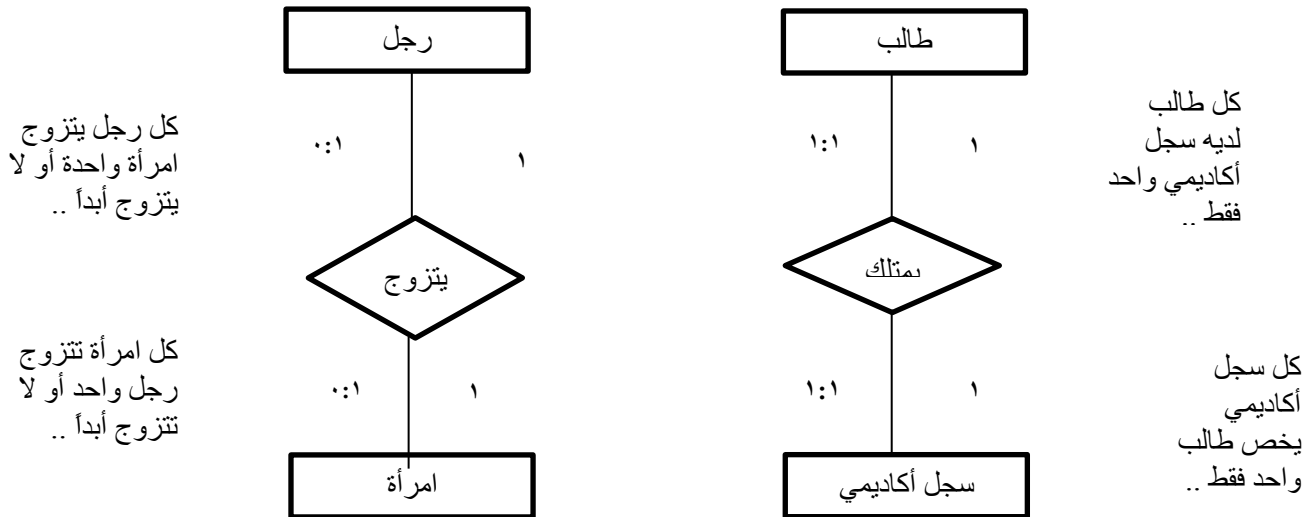 طالب
كل طالب
لديه سجل
أكاديمي واحد
فقط ..
١
١:١
يمتلك
كل سجل
أكاديمي
يخص طالب
واحد فقط ..
١
١:١
سجل أكاديمي
رجل
١
٠:١
كل رجل يتزوج
امرأة واحدة أو لا
يتزوج أبداً ..
يتزوج
١
٠:١
كل امرأة تتزوج
رجل واحد أو لا
تتزوج أبداً ..
امرأة